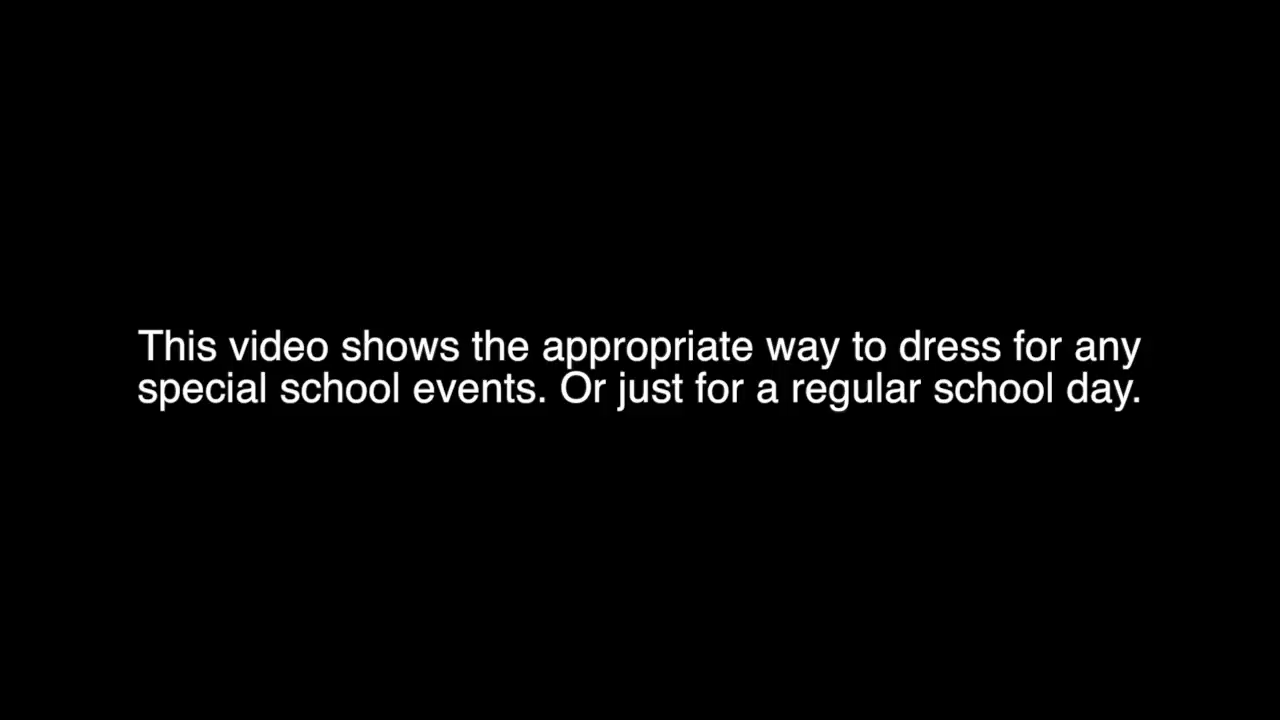 This video shows the appropriate way to dress for any
special school events. Or just for a regular school day.